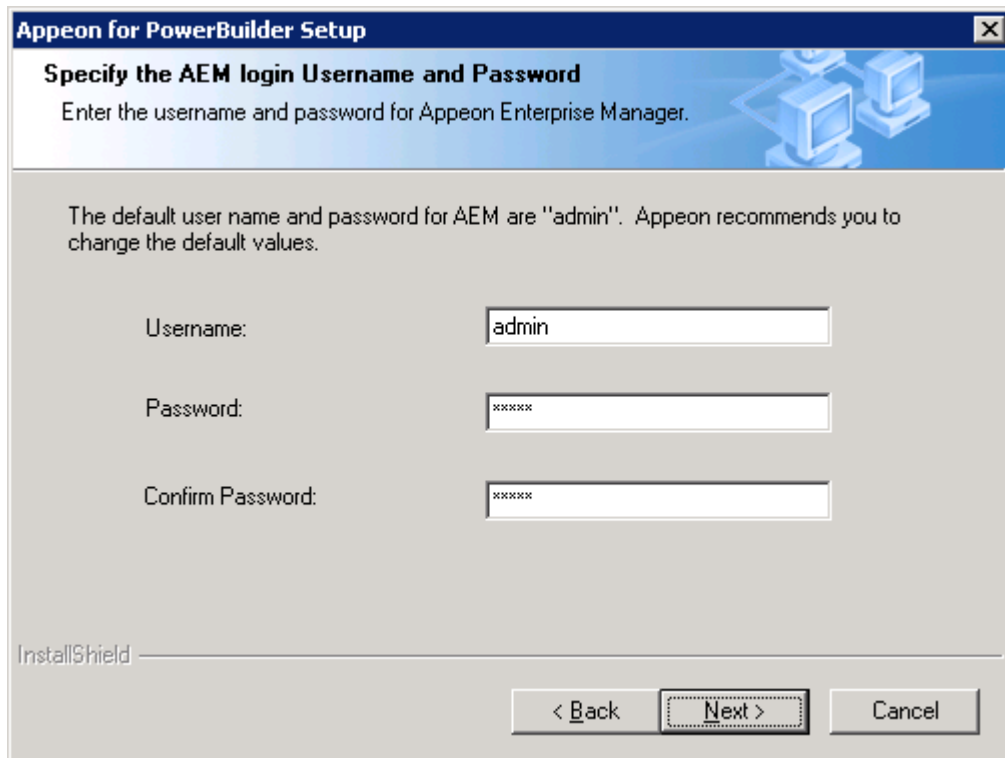 Appeon for PowerBuilder Setup
Specify the AEM login Username and Password
Enter the username and password for Appeon Enterprise Manager.
The default user name and password for AEM are "admin".  Appeon recommends you to
change the default values.
Username:
admin
Password:
*****
Confirm Password:
*****
InstallShield
< Back
Next >
Cancel